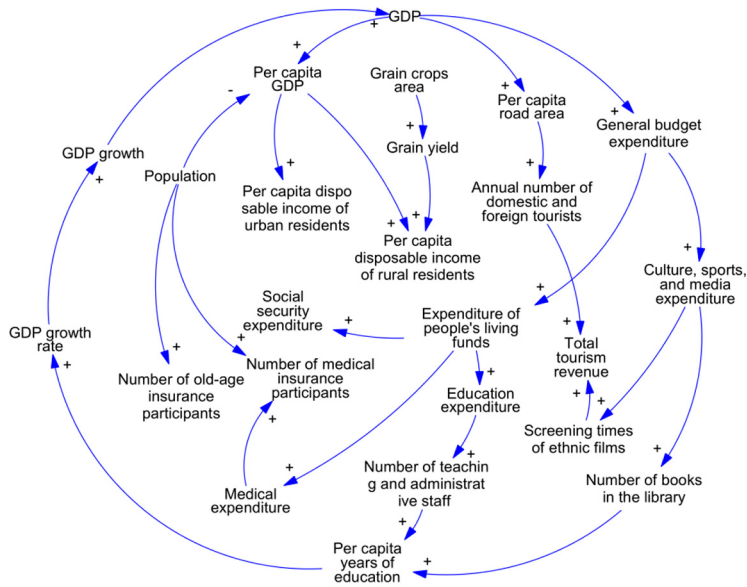 GDP
+
+
Per capita
GDP
-
Grain crops
area
+
Per capita
road area
+
General budget
expenditure
GDP growth
+
+
Grain yield
Population
+
Per capita dispo
sable income of
urban residents
+
Annual number of
domestic and
foreign tourists
+
+
Per capita
disposable income
of rural residents
+
Culture, sports,
and media
expenditure
Social
security
expenditure
+
+
Expenditure of
people's living
funds
GDP growth
rate
+
+
Number of old-age
insurance
participants
+
Number of medical
insurance
participants
+
Total
tourism
revenue
+
Education
expenditure
+
+
Screening times
of ethnic films
+
Medical
expenditure
+
+
Number of teachin
g and administrat
ive staff
+
Number of books
in the library
+
Per capita
years of
education
+